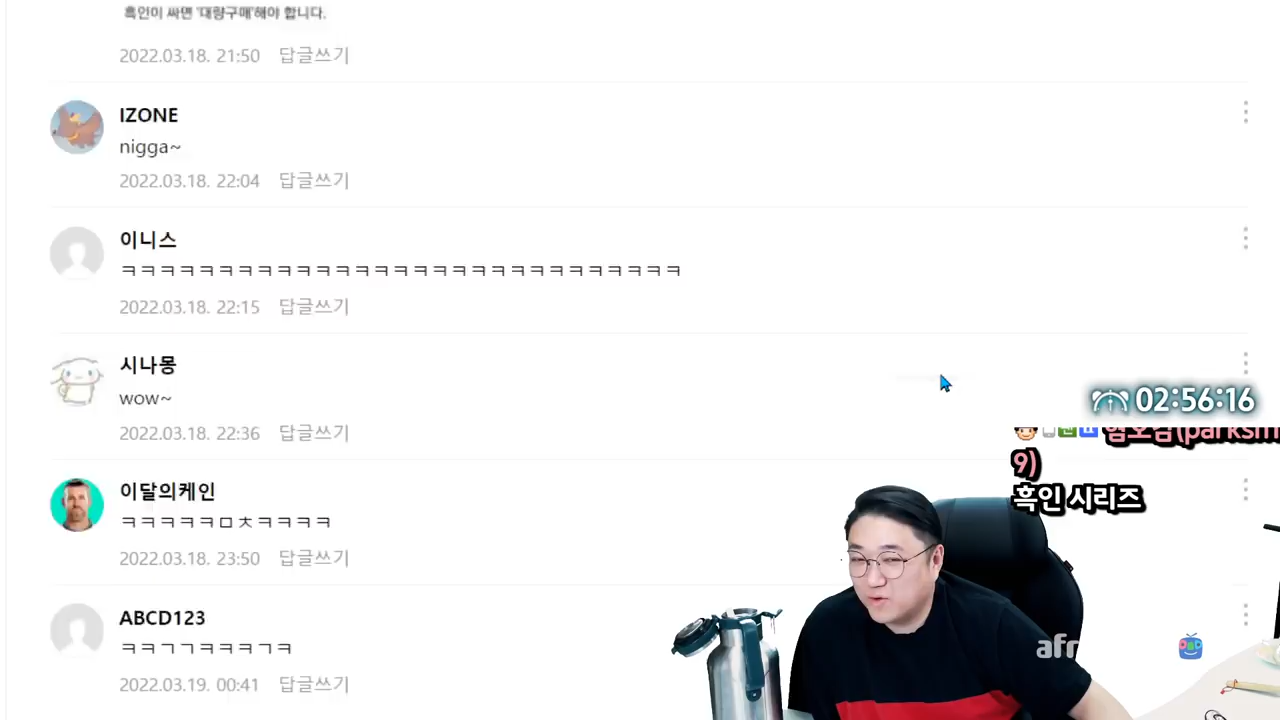 흑인이 싸면 '대량구매'해야 합니다.
2022.03.18. 21:50 답글쓰기
IZONE
nigga~
2022.03.18. 22:04 답글쓰기
이니스
ㅋㅋㅋㅋㅋㅋㅋㅋㅋㅋㅋㅋㅋㅋㅋㅋㅋㅋㅋㅋㅋㅋㅋㅋㅋㅋㅋㅋㅋ
2022.03.18. 22:15 답글쓰기
시나몽
wow~
2022.03.18. 22:36 답글쓰기
02:56:16
9)
흑인 시리즈
이달의케인
ㅋㅋㅋㅋㅋㅁㅊㅋㅋㅋㅋ
2022.03.18. 23:50 답글쓰기
ABCD123
ㅋㅋㄱㄱㅋㅋㅋㄱㅋ
2022.03.19. 00:41 답글쓰기
afr